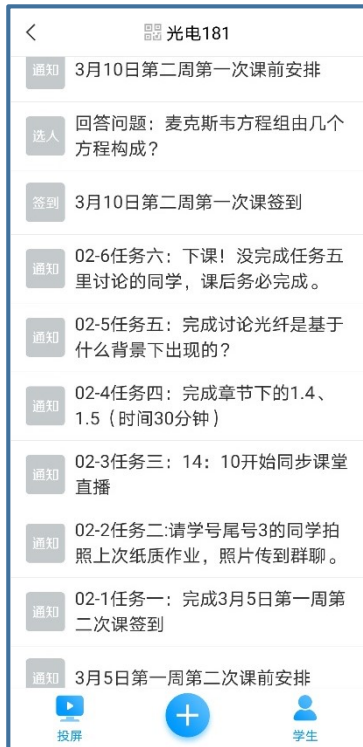 光电181
通知 3月10日第二周第一次课前安排
选人 回答问题：麦克斯韦方程组由几个
方程构成？
签到 3月10日第二周第一次课签到
通知 02-6任务六：下课！没完成任务五
里讨论的同学，课后务必完成。
通知 02-5任务五：完成讨论光纤是基于
什么背景下出现的？
通知 02-4任务四：完成章节下的1.4、
1.5（时间30分钟）
通知 02-3任务三：14：10开始同步课堂
直播
通知 02-2任务二:请学号尾号3的同学拍
照上次纸质作业，照片传到群聊。
通知 02-1任务一：完成3月5日第一周第
二次课签到
通知 3月5日第一周第二次课前安排
投屏 学生